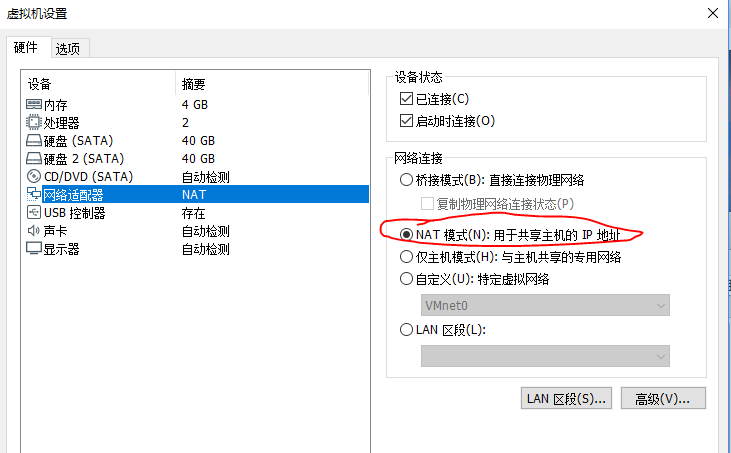 虚拟机设置
硬件 选项
设备 摘要
内存 4 GB
处理器 2
硬盘 (SATA) 40 GB
硬盘 2 (SATA) 40 GB
CD/DVD (SATA) 自动检测
网络适配器 NAT
USB 控制器 存在
声卡 自动检测
显示器 自动检测
设备状态
已连接(C)
启动时连接(O)
网络连接
桥接模式(B): 直接连接物理网络
复制物理网络连接状态(P)
NAT 模式(N): 用于共享主机的 IP 地址
仅主机模式(H): 与主机共享的专用网络
自定义(U): 特定虚拟网络
VMnet0
LAN 区段(L):
LAN 区段(S)... 高级(V)...